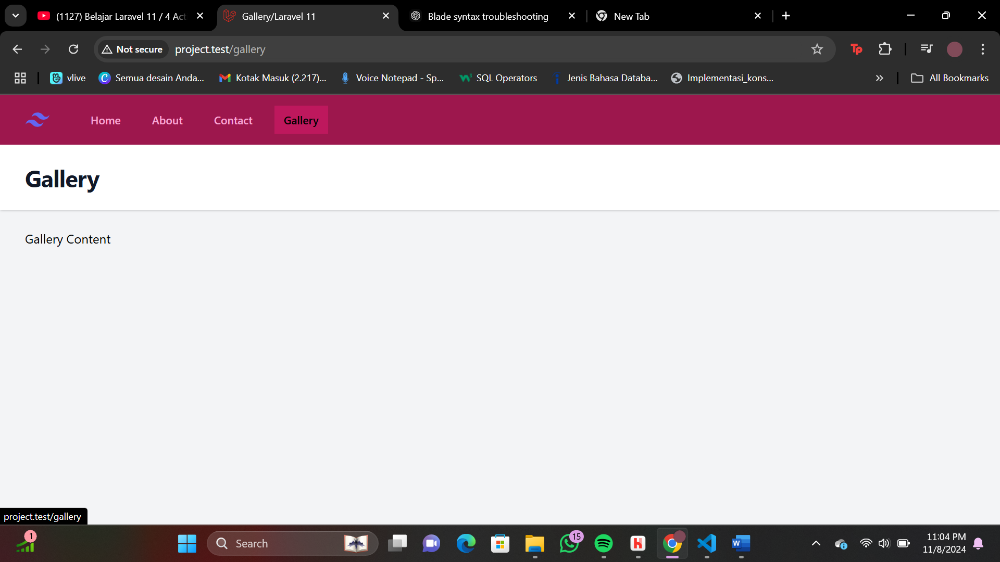 (1127) Belajar Laravel 11 / 4 Act
Gallery/Laravel 11
Blade syntax troubleshooting
New Tab
Not secure
project.test/gallery
Tp
vlive
Semua desain Anda...
Kotak Masuk (2.217)...
Voice Notepad - Sp...
SQL Operators
Jenis Bahasa Databa...
Implementasi_kons...
All Bookmarks
Home
About
Contact
Gallery
Gallery
Gallery Content
project.test/gallery
1
Search
15
11:04 PM
11/8/2024